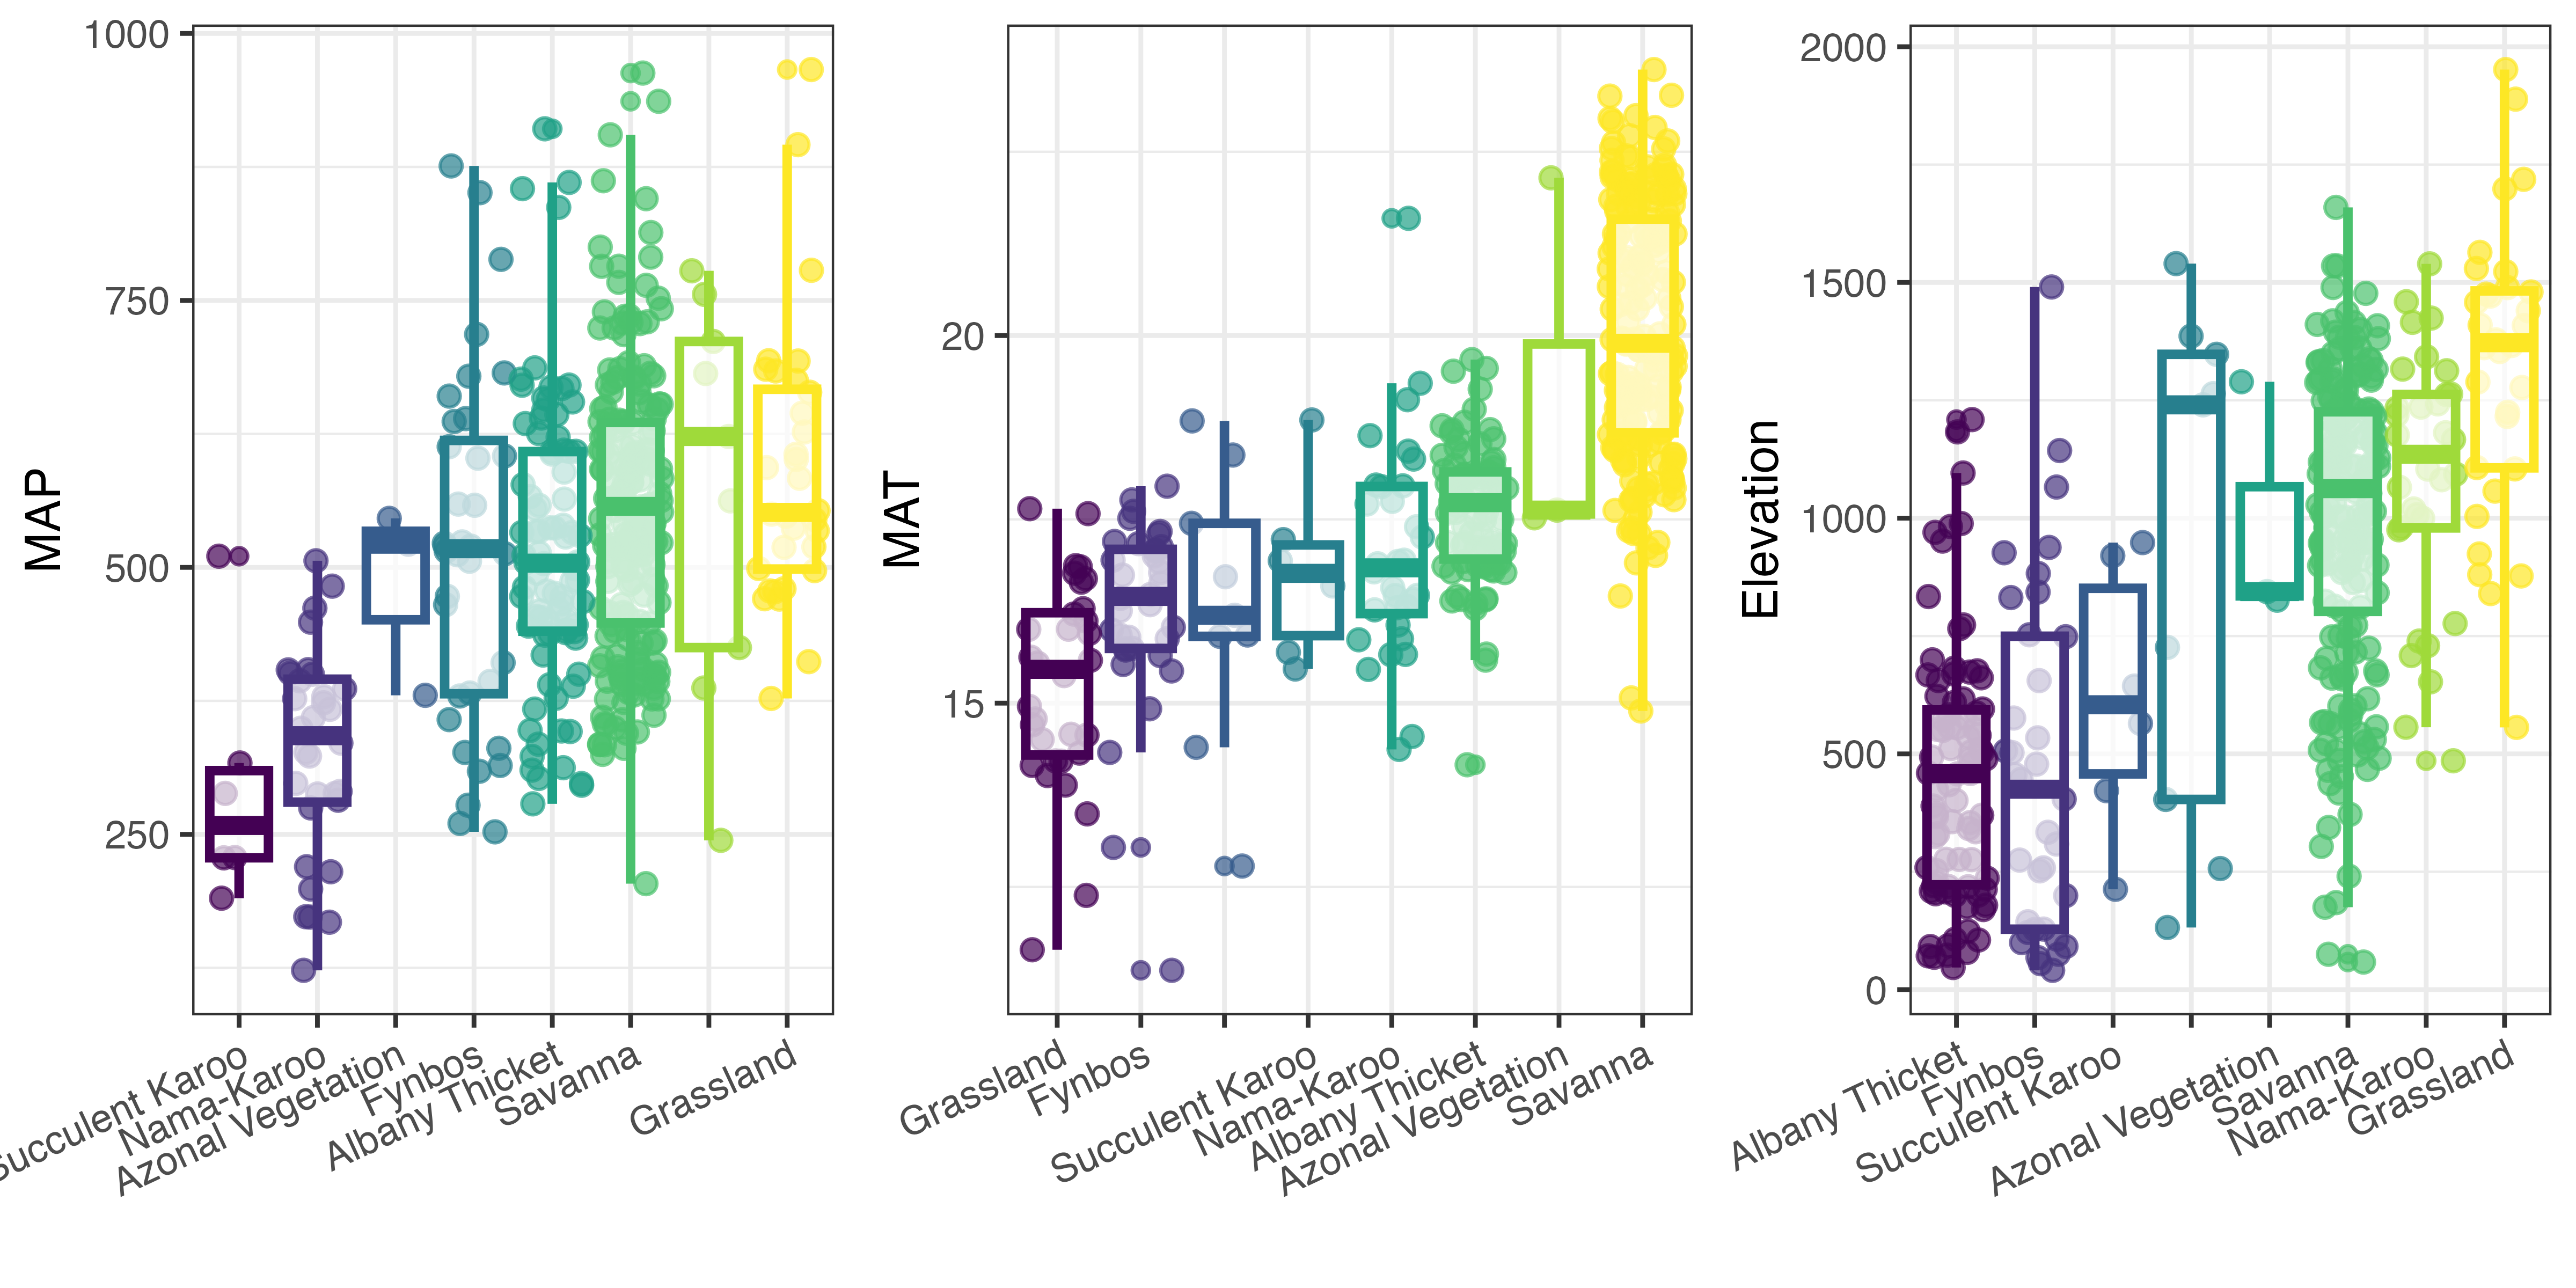 MAP
1000
750
500
250
Succulent Karoo
Nama-Karoo
Azonal Vegetation
Fynbos
Albany Thicket
Savanna
Grassland
MAT
20
15
Grassland
Fynbos
Succulent Karoo
Nama-Karoo
Albany Thicket
Azonal Vegetation
Savanna
Elevation
2000
1500
1000
500
0
Albany Thicket
Fynbos
Succulent Karoo
Azonal Vegetation
Savanna
Nama-Karoo
Grassland